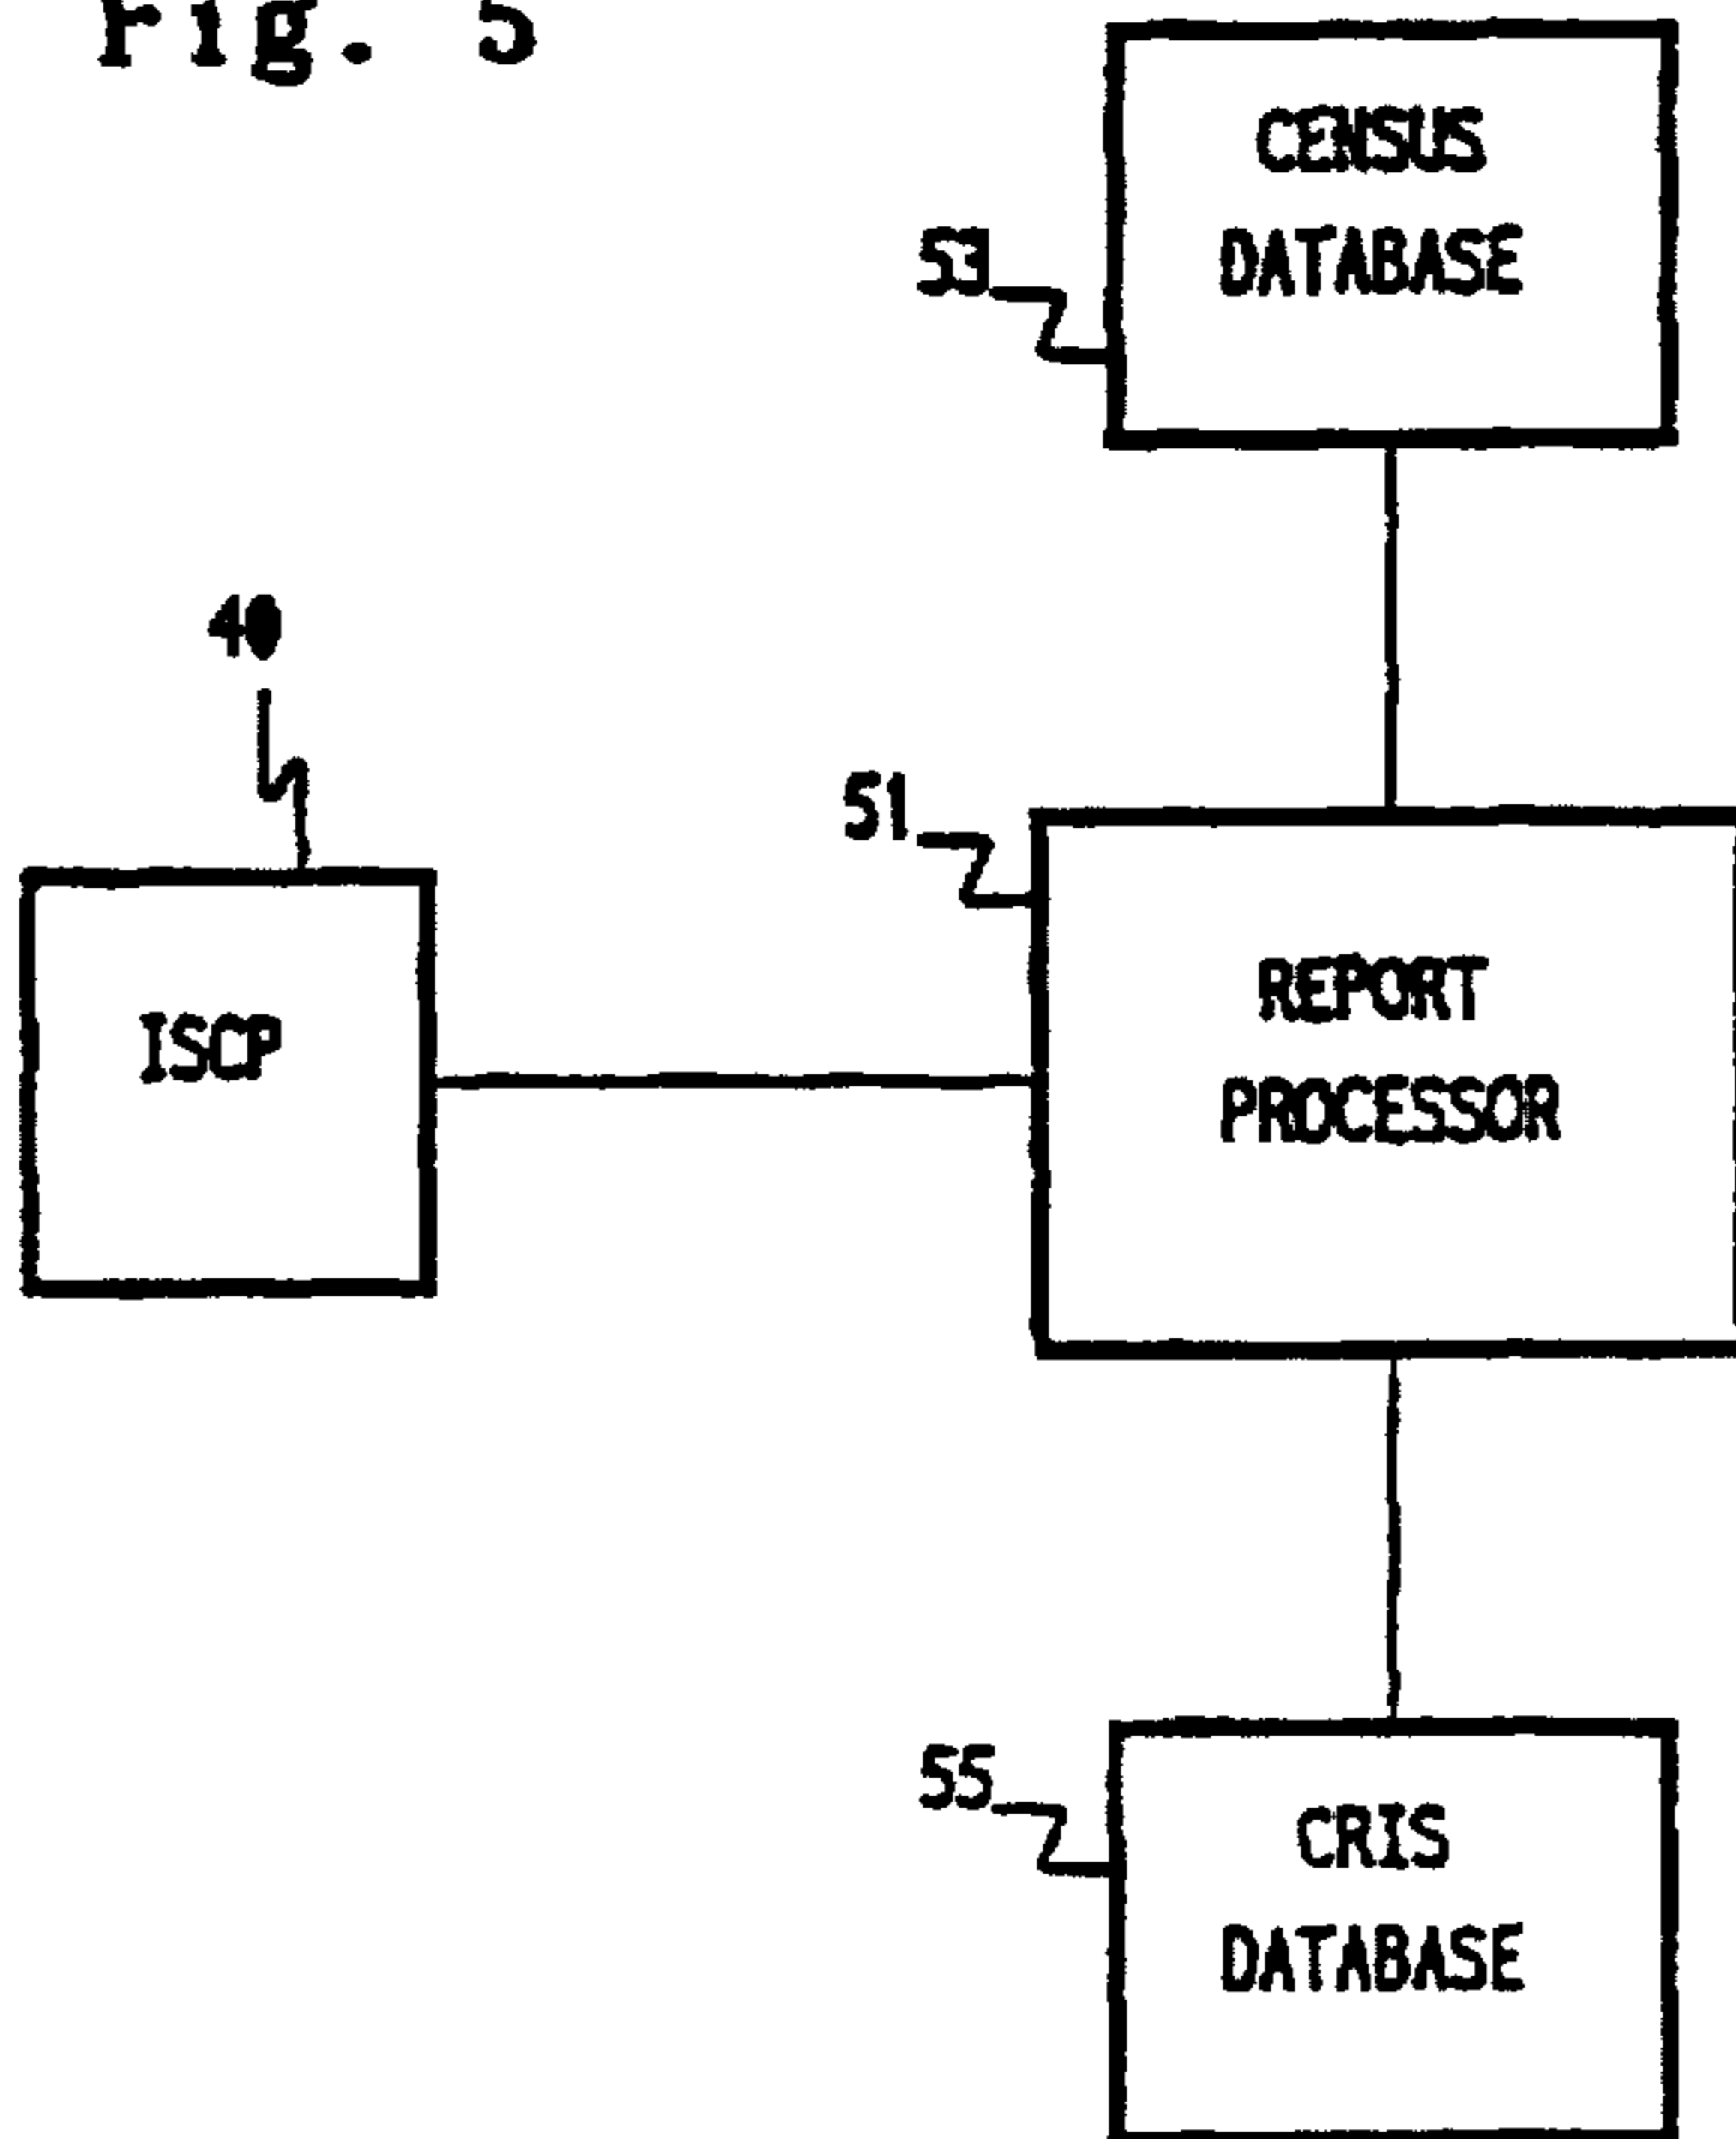 Fig. 5
CENSUS
DATABASE
53
40
51
REPORT
PROCESSOR
ISCP
55
CRIS
DATABASE